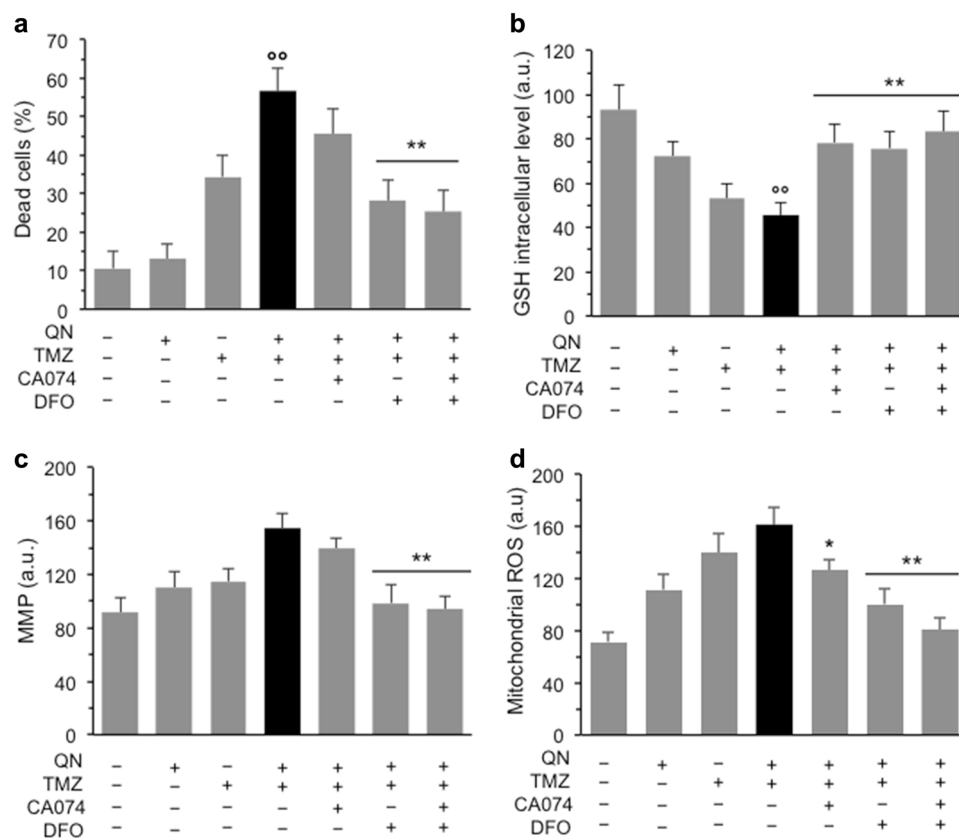 a
Dead cells (%)
70
60
50
40
30
20
10
0
°°
**
QN – + – + + + +
TMZ – – + + + + +
CA074 – – – – + – +
DFO – – – – – + +
b
GSH intracellular level (a.u.)
120
100
80
60
40
20
0
°°
**
QN – + – + + + +
TMZ – – + + + + +
CA074 – – – – + – +
DFO – – – – – + +
c
MMP (a.u.)
200
160
120
80
40
0
**
QN – + – + + + +
TMZ – – + + + + +
CA074 – – – – + – +
DFO – – – – – + +
d
Mitochondrial ROS (a.u)
200
160
120
80
40
0
*
**
QN – + – + + + +
TMZ – – + + + + +
CA074 – – – – + – +
DFO – – – – – + +